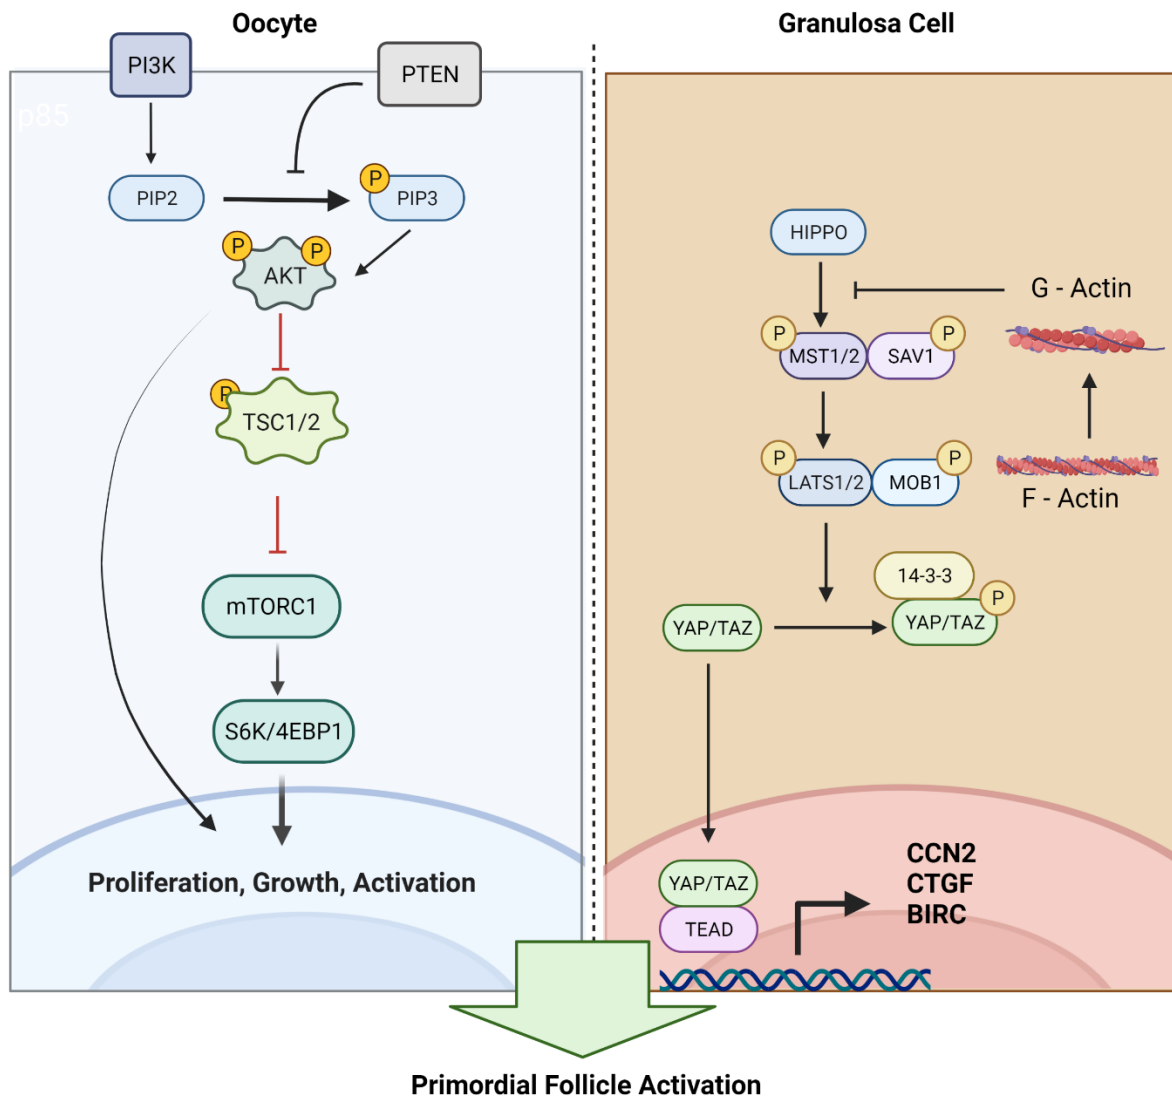 Oocyte
Granulosa Cell
PI3K
PTEN
p85
PIP2
P
PIP3
P
P
AKT
P
TSC1/2
mTORC1
S6K/4EBP1
Proliferation, Growth, Activation
HIPPO
G - Actin
P
P
MST1/2
SAV1
P
P
LATS1/2
MOB1
F - Actin
14-3-3
P
YAP/TAZ
YAP/TAZ
YAP/TAZ
TEAD
CCN2
CTGF
BIRC
Primordial Follicle Activation